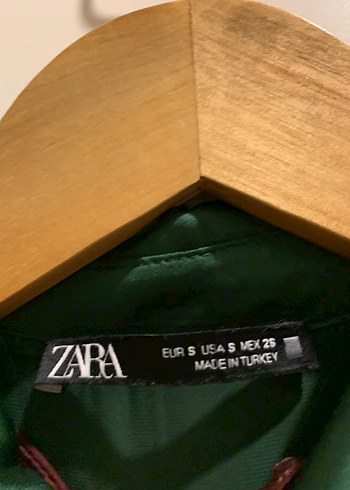 ZARA
EUR S USA S MEX 26
MADE IN TURKEY